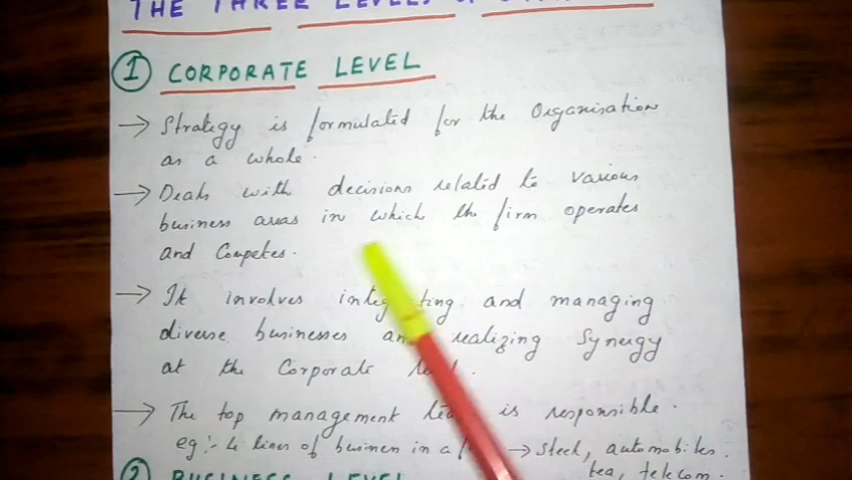 THE THREE LEVELS
① CORPORATE LEVEL
→ Strategy is formulated for the Organisation
as a whole.
→ Deals with decisions related to various
business areas in which the firm operates
and Competes.
→ It involves integrating and managing
diverse businesses and realizing Synergy
at the Corporate
→ The top management is responsible.
eg:- 4 lines of business in a → Steel, automobiles,
tea, telecom.
② BUSINESS LEVEL